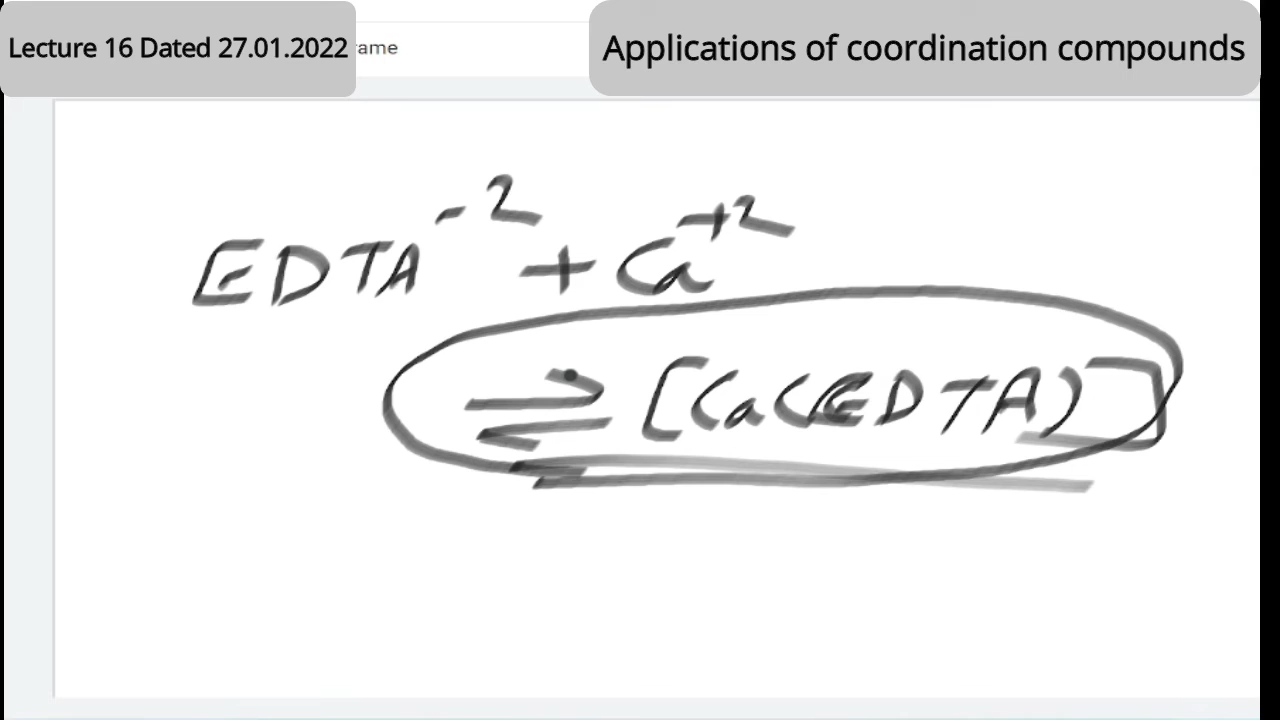 Lecture 16 Dated 27.01.2022
ame
Applications of coordination compounds
EDTA⁻² + Ca⁺²
⇌ [Ca(EDTA)]